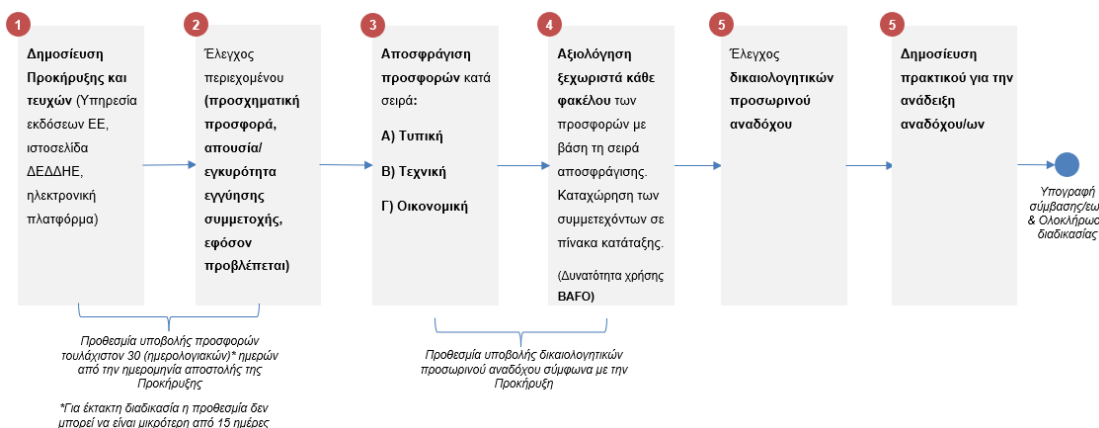 1
Δημοσίευση
Προκήρυξης και
τευχών (Υπηρεσία
εκδόσεων ΕΕ,
ιστοσελίδα
ΔΕΔΔΗΕ,
ηλεκτρονική
πλατφόρμα)
2
Έλεγχος
περιεχομένου
(προσχηματική
προσφορά,
απουσία/
εγκυρότητα
εγγύησης
συμμετοχής,
εφόσον
προβλέπεται)
3
Αποσφράγιση
προσφορών κατά
σειρά:
Α) Τυπική
Β) Τεχνική
Γ) Οικονομική
4
Αξιολόγηση
ξεχωριστά κάθε
φακέλου των
προσφορών με
βάση τη σειρά
αποσφράγισης.
Καταχώρηση των
συμμετεχόντων σε
πίνακα κατάταξης.
(Δυνατότητα χρήσης
BAFO)
5
Έλεγχος
δικαιολογητικών
προσωρινού
αναδόχου
5
Δημοσίευση
πρακτικού για την
ανάδειξη
αναδόχου/ων
Υπογραφή
σύμβασης/εω
& Ολοκλήρωσ
διαδικασίας
Προθεσμία υποβολής προσφορών
τουλάχιστον 30 (ημερολογιακών)* ημερών
από την ημερομηνία αποστολής της
Προκήρυξης
*Για έκτακτη διαδικασία η προθεσμία δεν
μπορεί να είναι μικρότερη από 15 ημέρες
Προθεσμία υποβολής δικαιολογητικών
προσωρινού αναδόχου σύμφωνα με την
Προκήρυξη